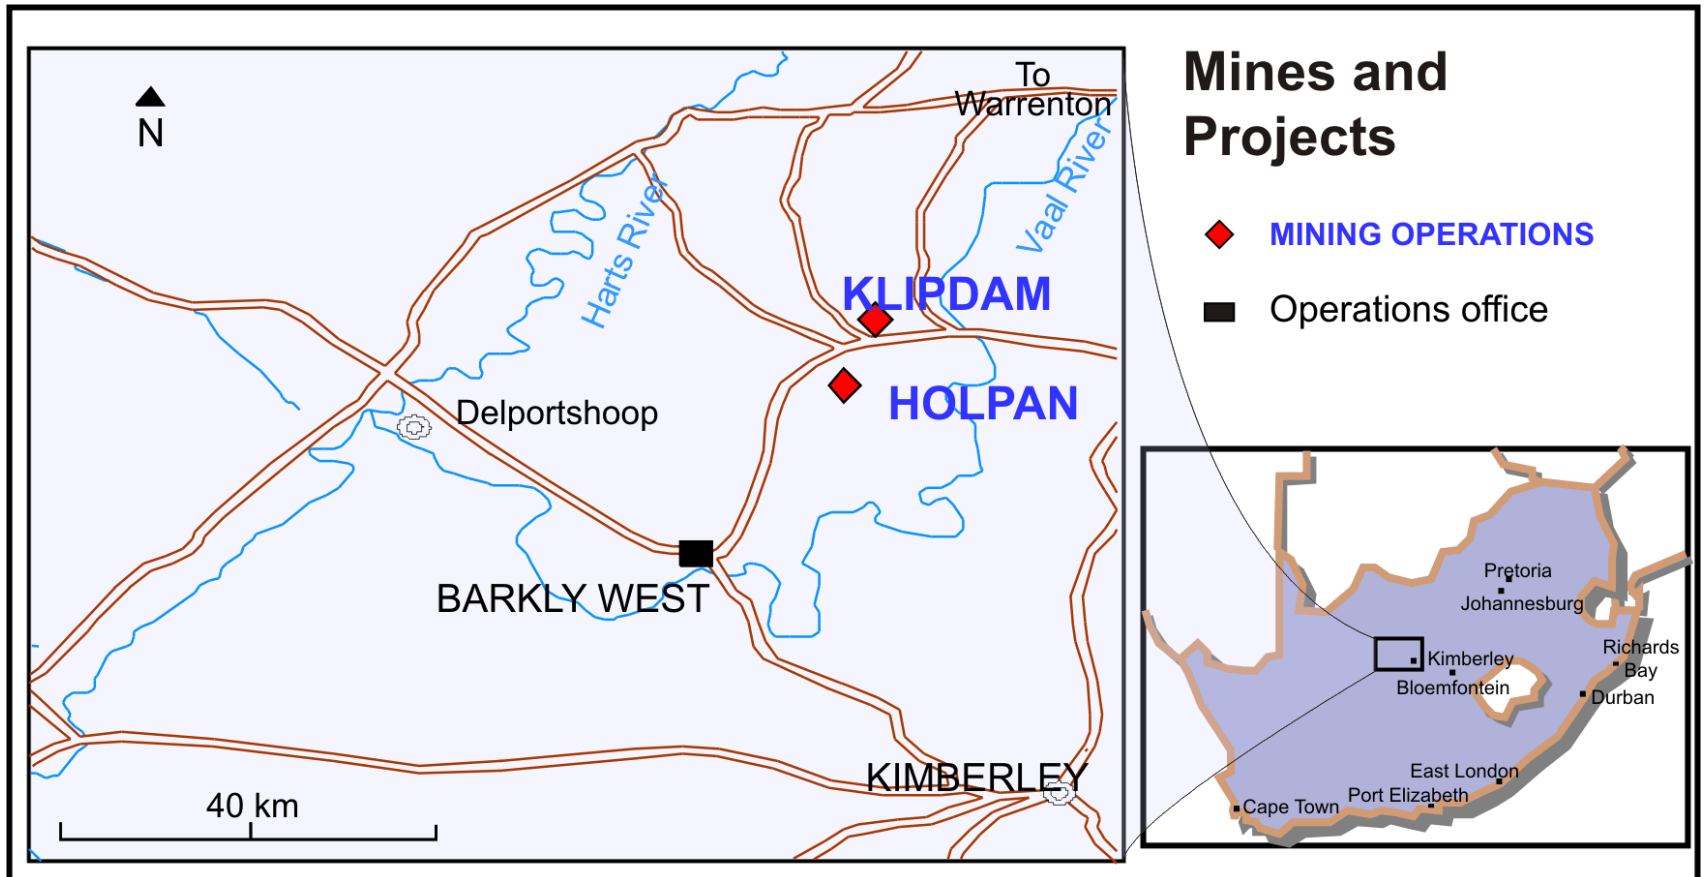 N
To
Warrenton
Harts River
Vaal River
KLIPDAM
HOLPAN
Delportshoop
BARKLY WEST
KIMBERLEY
40 km
Mines and
Projects
MINING OPERATIONS
Operations office
Pretoria
Johannesburg
Richards
Bay
Kimberley
Bloemfontein
Durban
East London
Port Elizabeth
Cape Town